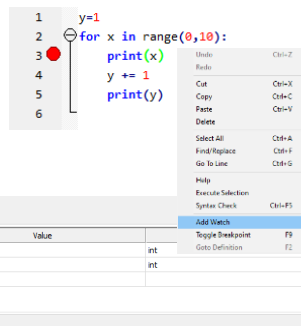 1 y=1
2 for x in range(0,10):
3 print(x)
4 y += 1
5 print(y)
6
Undo Ctrl-Z
Redo
Cut Ctrl+X
Copy Ctrl+C
Paste Ctrl+V
Delete
Select All Ctrl+A
Find/Replace Ctrl+F
Go To Line Ctrl+G
Help
Execute Selection
Syntax Check Ctrl+F5
Add Watch
Toggle Breakpoint F9
Goto Definition F2
Value
int
int